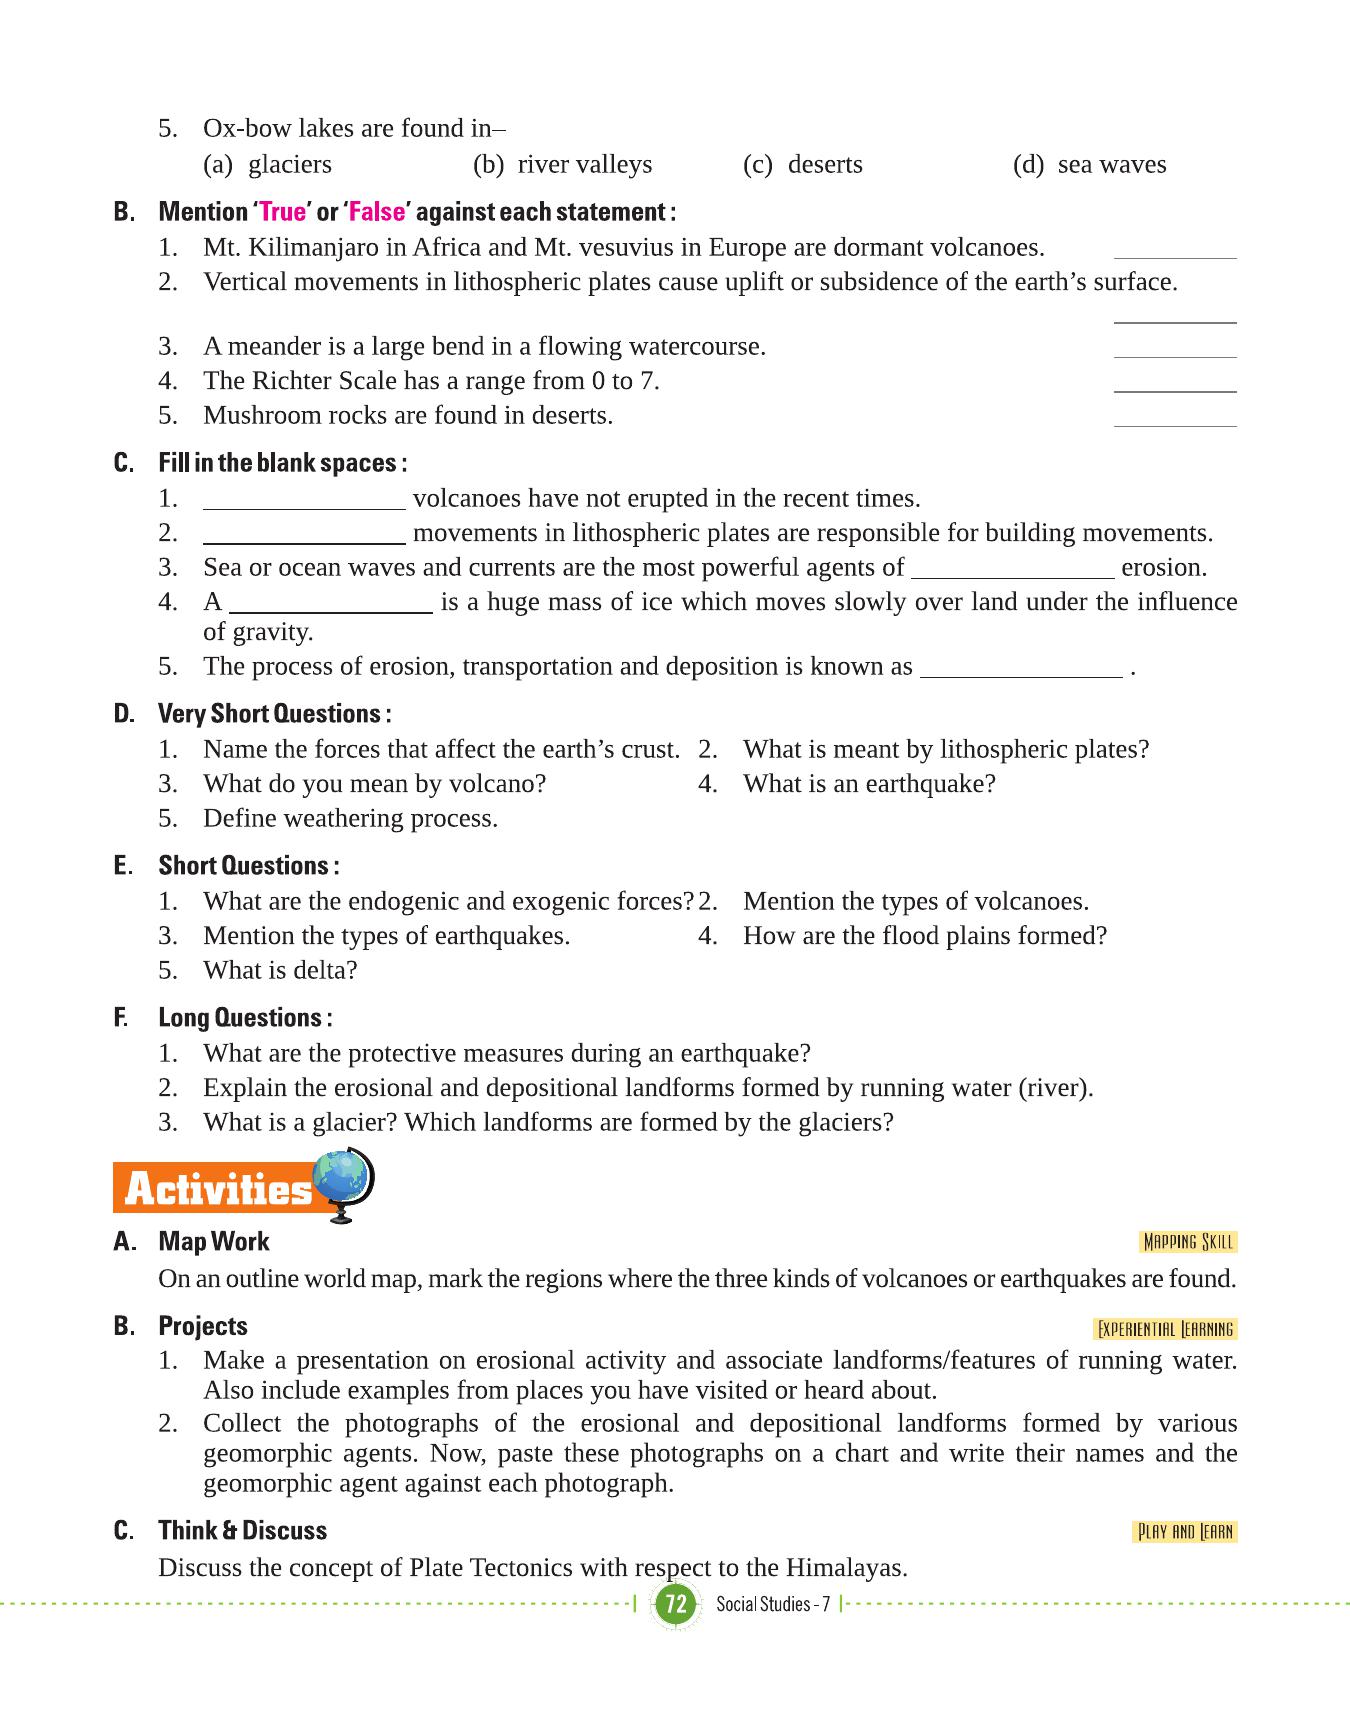 5. Ox-bow lakes are found in–
(a) glaciers (b) river valleys (c) deserts (d) sea waves
B. Mention ‘True’ or ‘False’ against each statement :
1. Mt. Kilimanjaro in Africa and Mt. vesuvius in Europe are dormant volcanoes. _________
2. Vertical movements in lithospheric plates cause uplift or subsidence of the earth’s surface.
_________
3. A meander is a large bend in a flowing watercourse. _________
4. The Richter Scale has a range from 0 to 7. _________
5. Mushroom rocks are found in deserts. _________
C. Fill in the blank spaces :
1. _______________ volcanoes have not erupted in the recent times.
2. _______________ movements in lithospheric plates are responsible for building movements.
3. Sea or ocean waves and currents are the most powerful agents of _______________ erosion.
4. A _______________ is a huge mass of ice which moves slowly over land under the influence
of gravity.
5. The process of erosion, transportation and deposition is known as _______________ .
D. Very Short Questions :
1. Name the forces that affect the earth’s crust. 2. What is meant by lithospheric plates?
3. What do you mean by volcano? 4. What is an earthquake?
5. Define weathering process.
E. Short Questions :
1. What are the endogenic and exogenic forces? 2. Mention the types of volcanoes.
3. Mention the types of earthquakes. 4. How are the flood plains formed?
5. What is delta?
F. Long Questions :
1. What are the protective measures during an earthquake?
2. Explain the erosional and depositional landforms formed by running water (river).
3. What is a glacier? Which landforms are formed by the glaciers?
Activities
A. Map Work MAPPING SKILL
On an outline world map, mark the regions where the three kinds of volcanoes or earthquakes are found.
B. Projects EXPERIENTIAL LEARNING
1. Make a presentation on erosional activity and associate landforms/features of running water.
Also include examples from places you have visited or heard about.
2. Collect the photographs of the erosional and depositional landforms formed by various
geomorphic agents. Now, paste these photographs on a chart and write their names and the
geomorphic agent against each photograph.
C. Think & Discuss PLAY AND LEARN
Discuss the concept of Plate Tectonics with respect to the Himalayas.
72 Social Studies - 7